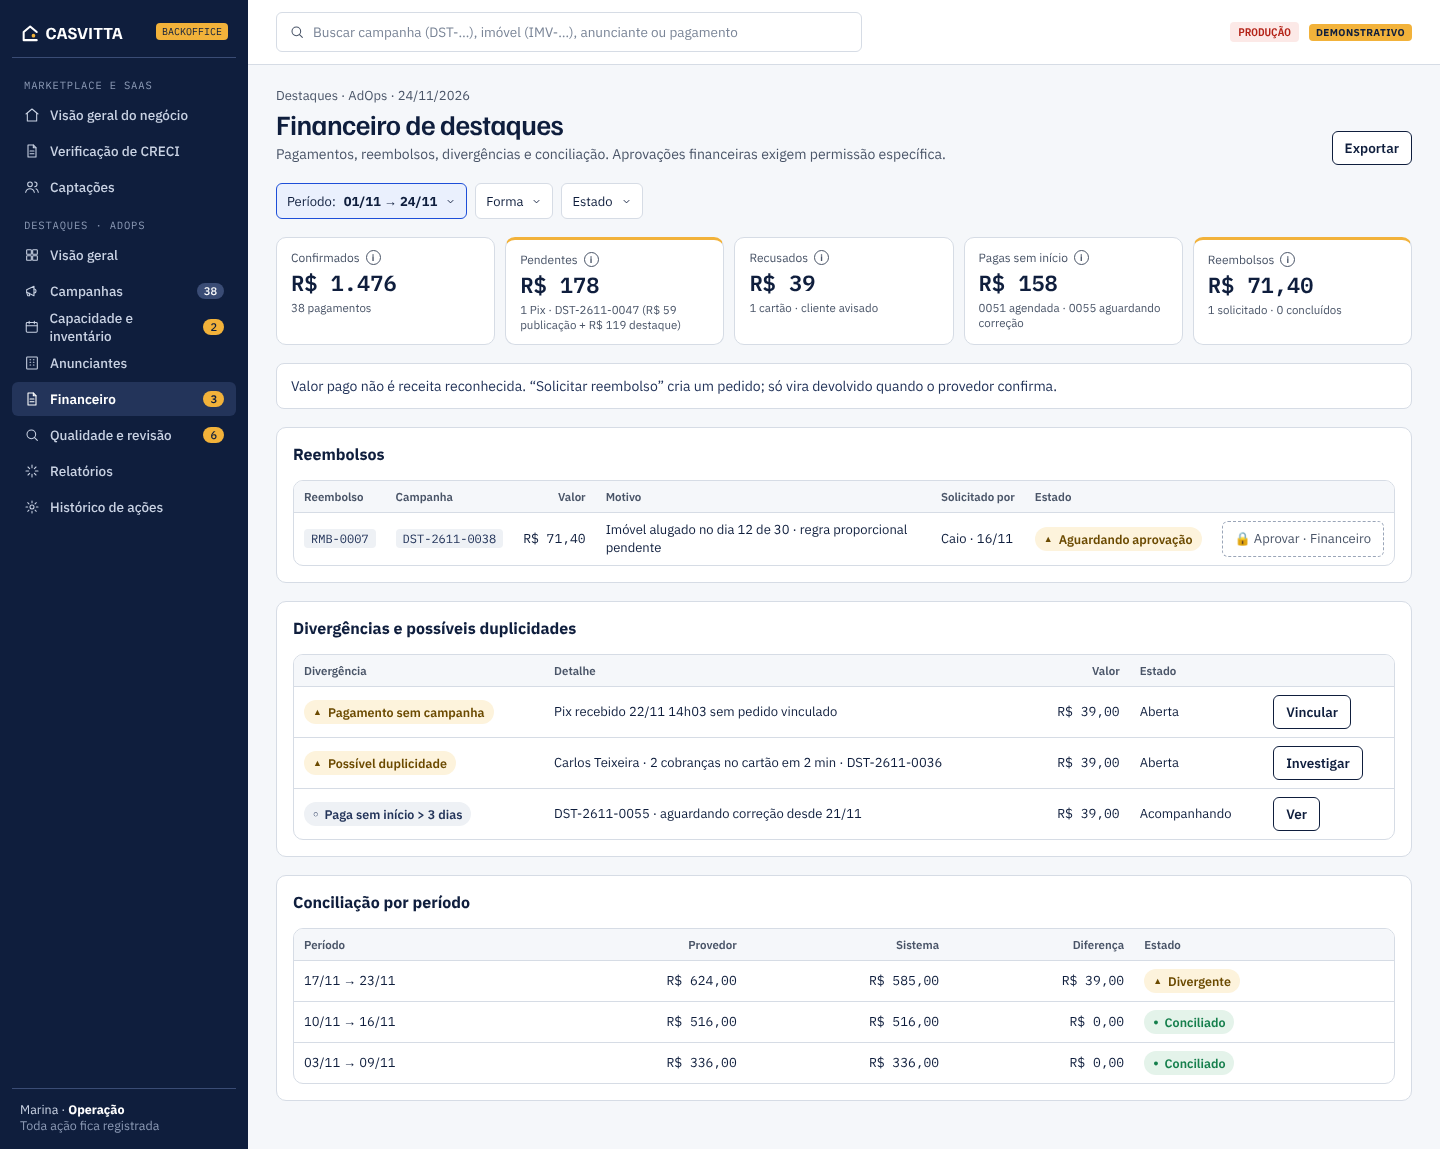 CASVITTA
BACKOFFICE
MARKETPLACE E SAAS
Visão geral do negócio
Verificação de CRECI
Captações
DESTAQUES · ADOPS
Visão geral
Campanhas 38
Capacidade e
inventário 2
Anunciantes
Financeiro 3
Qualidade e revisão 6
Relatórios
Histórico de ações
Marina · Operação
Toda ação fica registrada
Buscar campanha (DST-…), imóvel (IMV-…), anunciante ou pagamento
PRODUÇÃO
DEMONSTRATIVO
Destaques · AdOps · 24/11/2026
Financeiro de destaques
Pagamentos, reembolsos, divergências e conciliação. Aprovações financeiras exigem permissão específica.
Exportar
Período: 01/11 → 24/11
Forma
Estado
Confirmados i
R$ 1.476
38 pagamentos
Pendentes i
R$ 178
1 Pix · DST-2611-0047 (R$ 59
publicação + R$ 119 destaque)
Recusados i
R$ 39
1 cartão · cliente avisado
Pagas sem início i
R$ 158
0051 agendada · 0055 aguardando
correção
Reembolsos i
R$ 71,40
1 solicitado · 0 concluídos
Valor pago não é receita reconhecida. “Solicitar reembolso” cria um pedido; só vira devolvido quando o provedor confirma.
Reembolsos
Reembolso Campanha Valor Motivo Solicitado por Estado
RMB-0007 DST-2611-0038 R$ 71,40 Imóvel alugado no dia 12 de 30 · regra proporcional
pendente Caio · 16/11 ▲ Aguardando aprovação 🔒 Aprovar · Financeiro
Divergências e possíveis duplicidades
Divergência Detalhe Valor Estado
▲ Pagamento sem campanha Pix recebido 22/11 14h03 sem pedido vinculado R$ 39,00 Aberta Vincular
▲ Possível duplicidade Carlos Teixeira · 2 cobranças no cartão em 2 min · DST-2611-0036 R$ 39,00 Aberta Investigar
○ Paga sem início > 3 dias DST-2611-0055 · aguardando correção desde 21/11 R$ 39,00 Acompanhando Ver
Conciliação por período
Período Provedor Sistema Diferença Estado
17/11 → 23/11 R$ 624,00 R$ 585,00 R$ 39,00 ▲ Divergente
10/11 → 16/11 R$ 516,00 R$ 516,00 R$ 0,00 ● Conciliado
03/11 → 09/11 R$ 336,00 R$ 336,00 R$ 0,00 ● Conciliado